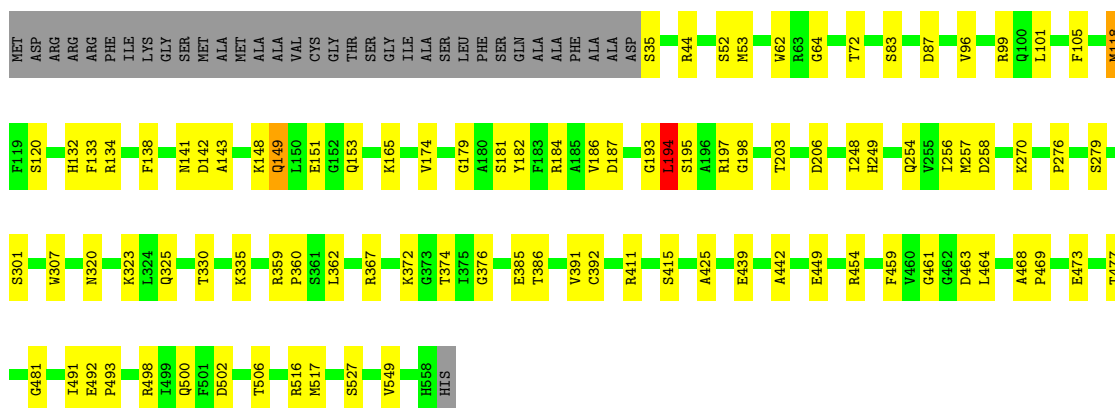 MET ASP ARG ARG ARG PHE ILE LYS GLY SER MET ALA MET ALA ALA VAL CYS GLY THR SER GLY ILE ALA SER LEU PHE SER GLN ALA ALA PHE ALA ALA ASP S35 R44 S52 M53 W62 R63 G64 T72 S83 D87 V96 R99 Q100 L101 F105 M118
F119 S120 H132 F133 R134 F138 N141 D142 A143 K148 Q149 L150 E151 G152 Q153 K165 V174 G179 A180 S181 Y182 F183 R184 A185 V186 D187 G193 L194 S195 A196 R197 G198 T203 D206 I248 H249 Q254 V255 I256 M257 D258 K270 P276 S279
S301 W307 N320 K323 L324 Q325 T330 K335 R359 P360 S361 L362 R367 K372 G373 T374 I375 G376 E385 T386 V391 C392 R411 S415 A425 E439 A442 E449 R454 F459 V460 G461 G462 D463 L464 A468 P469 E473 T477
G481 I491 E492 P493 R498 I499 Q500 F501 D502 T506 R516 M517 S527 V549 H558 HIS